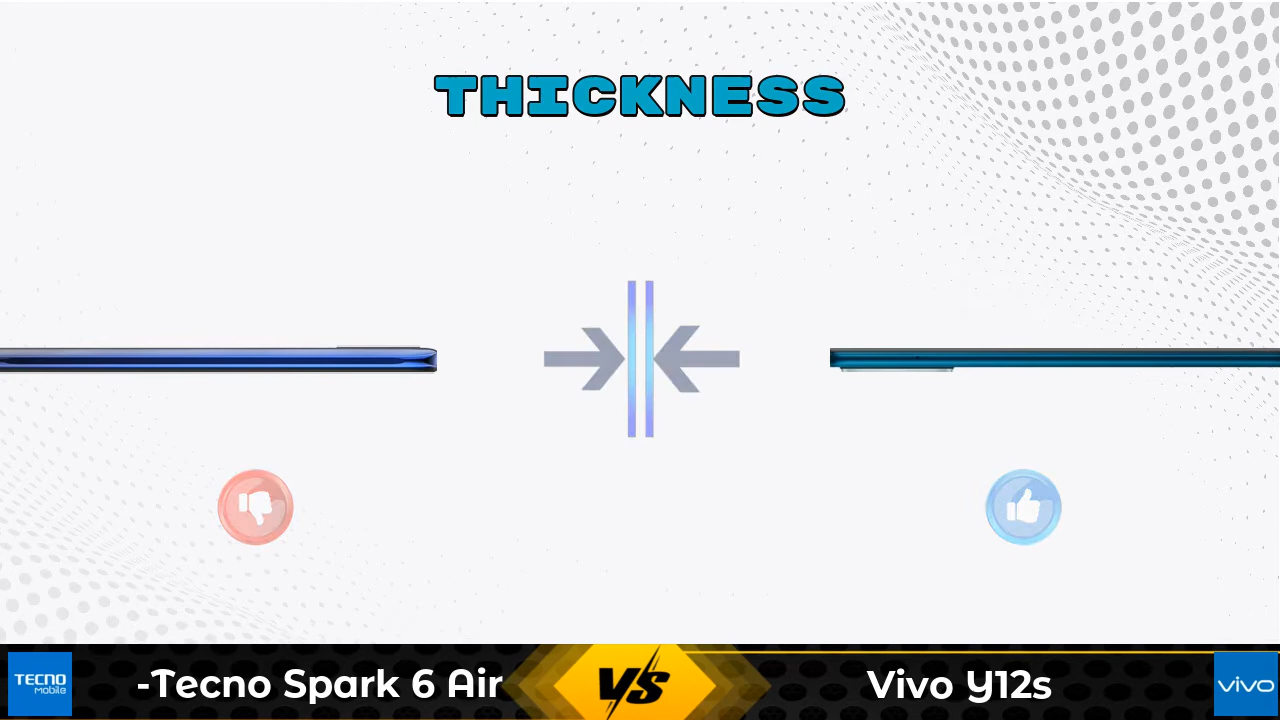 THICKNESS
TECNO
Mobile
-Tecno Spark 6 Air
VS
Vivo Y12s
vivo